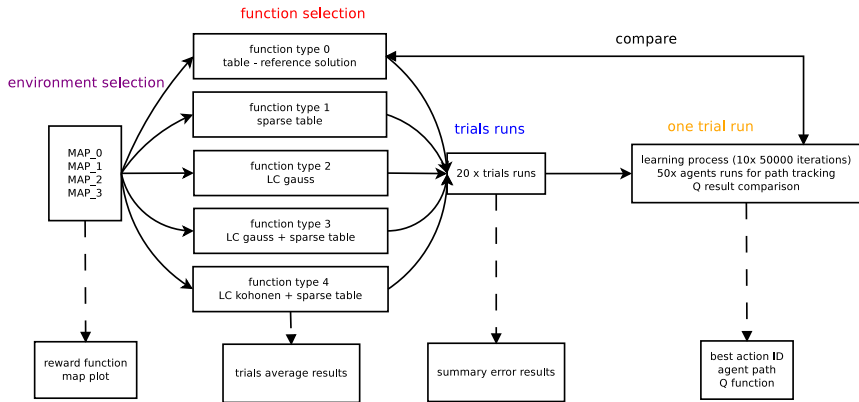 function selection
function type 0
table - reference solution
compare
environment selection
function type 1
sparse table
trials runs
one trial run
MAP_0
MAP_1
MAP_2
MAP_3
function type 2
LC gauss
20 x trials runs
learning process (10x 50000 iterations)
50x agents runs for path tracking
Q result comparison
function type 3
LC gauss + sparse table
function type 4
LC kohonen + sparse table
reward function
map plot
trials average results
summary error results
best action ID
agent path
Q function